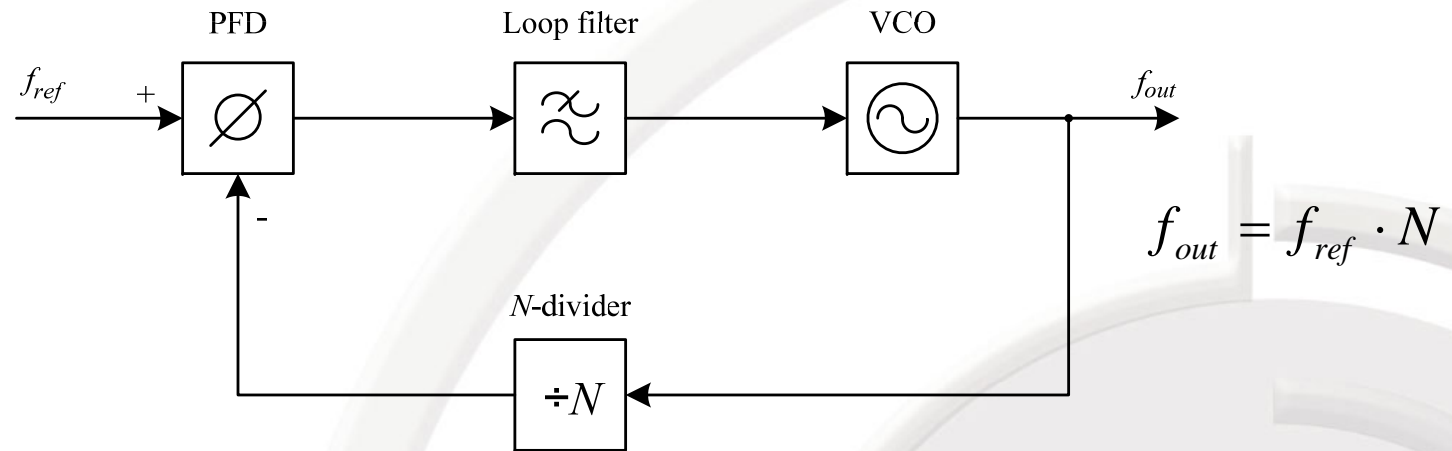 PFD
Loop filter
VCO
f_ref
+
f_out
-
f_out = f_ref · N
N-divider
÷N